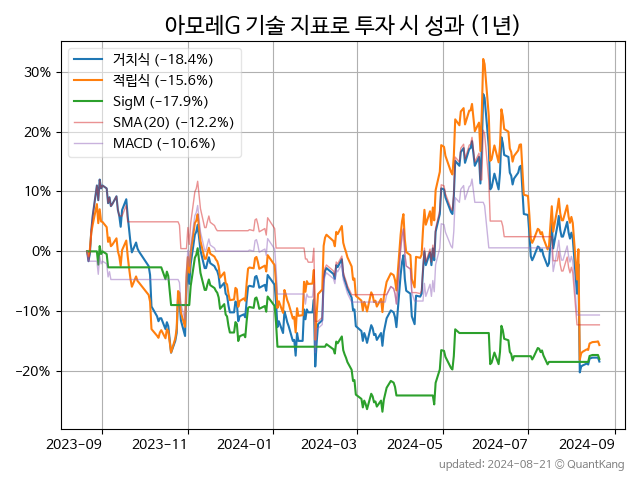 아모레G 기술 지표로 투자 시 성과 (1년)
거치식 (−18.4%)
적립식 (−15.6%)
SigM (−17.9%)
SMA(20) (−12.2%)
MACD (−10.6%)
30%
20%
10%
0%
−10%
−20%
2023-09 2023-11 2024-01 2024-03 2024-05 2024-07 2024-09
updated: 2024-08-21 © QuantKang